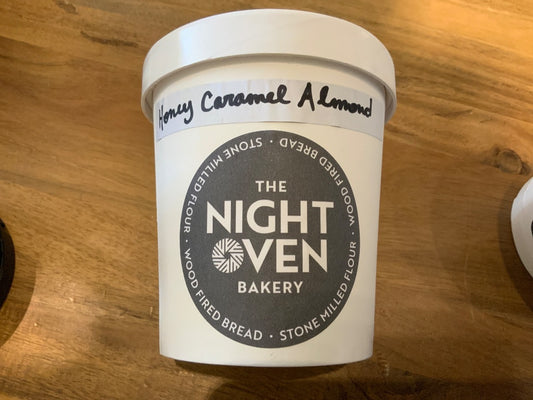 Honey Caramel Almond
STONE MILLED FLOUR · WOOD FIRED BREAD ·
THE
NIGHT
OVEN
BAKERY
WOOD FIRED BREAD · STONE MILLED FLOUR ·